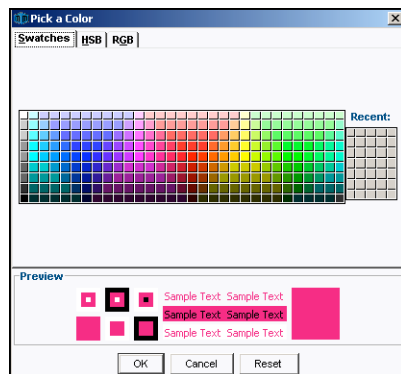 Pick a Color
Swatches HSB RGB
Recent:
Preview
Sample Text Sample Text
Sample Text Sample Text
Sample Text Sample Text
OK Cancel Reset